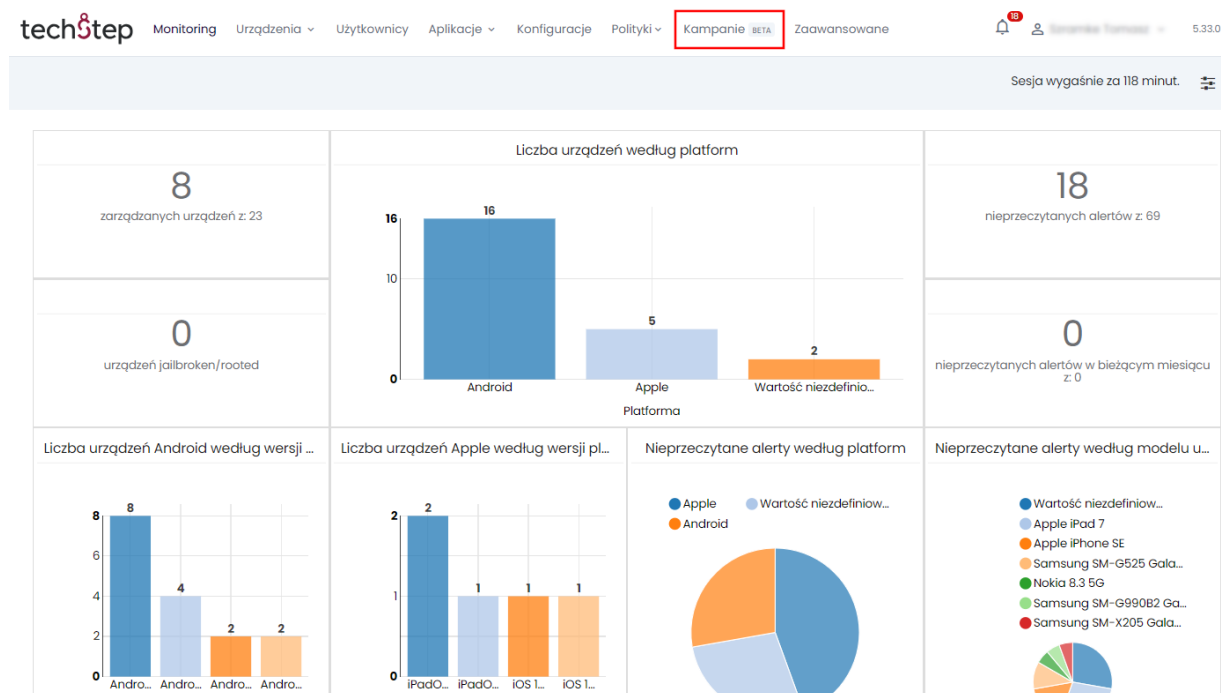 techstep Monitoring Urządzenia Użytkownicy Aplikacje Konfiguracje Polityki Kampanie BETA Zaawansowane 18 5.33.0
Sesja wygaśnie za 118 minut.
8
zarządzanych urządzeń z: 23
Liczba urządzeń według platform
16
10
0
16
5
2
Android
Apple
Wartość niezdefinio...
Platforma
18
nieprzeczytanych alertów z: 69
0
urządzeń jailbroken/rooted
0
nieprzeczytanych alertów w bieżącym miesiącu
z: 0
Liczba urządzeń Android według wersji ...
8
6
4
2
0
8
4
2
2
Andro... Andro... Andro... Andro...
Liczba urządzeń Apple według wersji pl...
2
1
0
2
1
1
1
iPadO... iPadO... iOS 1... iOS 1...
Nieprzeczytane alerty według platform
Apple Wartość niezdefiniow...
Android
Nieprzeczytane alerty według modelu u...
Wartość niezdefiniow...
Apple iPad 7
Apple iPhone SE
Samsung SM-G525 Gala...
Nokia 8.3 5G
Samsung SM-G990B2 Ga...
Samsung SM-X205 Gala...